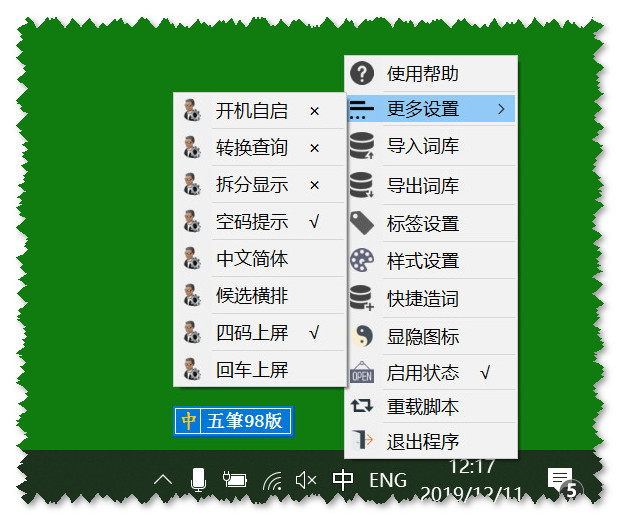 使用帮助
更多设置
导入词库
导出词库
标签设置
样式设置
快捷造词
显隐图标
OPEN
启用状态 √
重载脚本
退出程序
开机自启 ×
转换查询 ×
拆分显示 ×
空码提示 √
中文简体
候选横排
四码上屏 √
回车上屏
中 五筆98版
中 ENG
12:17
2019/12/11
5